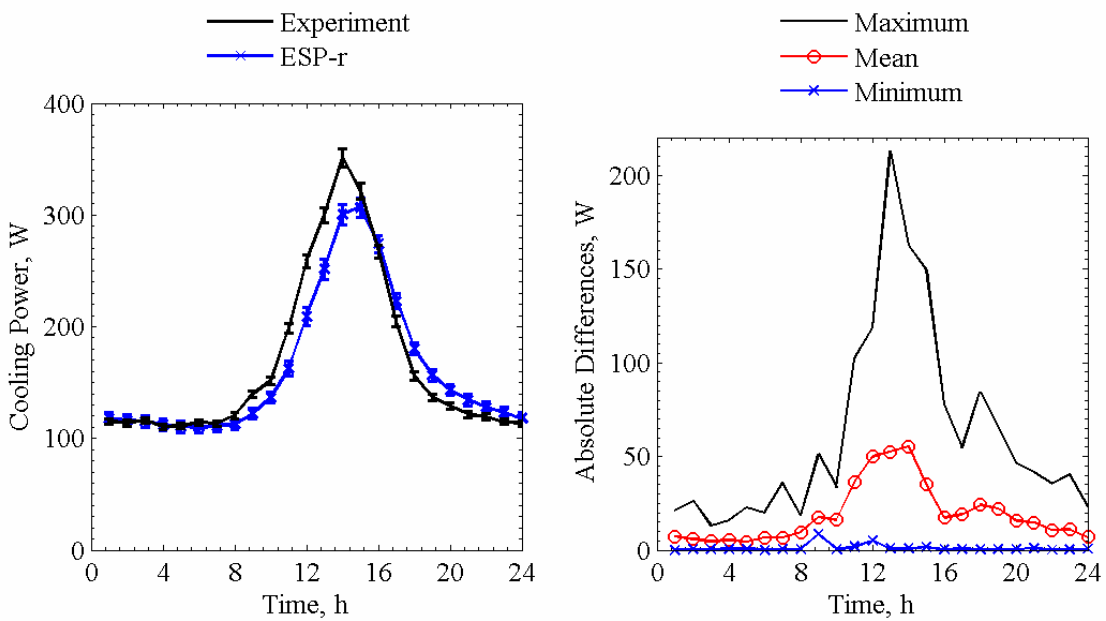 Experiment
ESP-r
400
300
200
100
0
Cooling Power, W
0 4 8 12 16 20 24
Time, h
Maximum
Mean
Minimum
200
150
100
50
0
Absolute Differences, W
0 4 8 12 16 20 24
Time, h